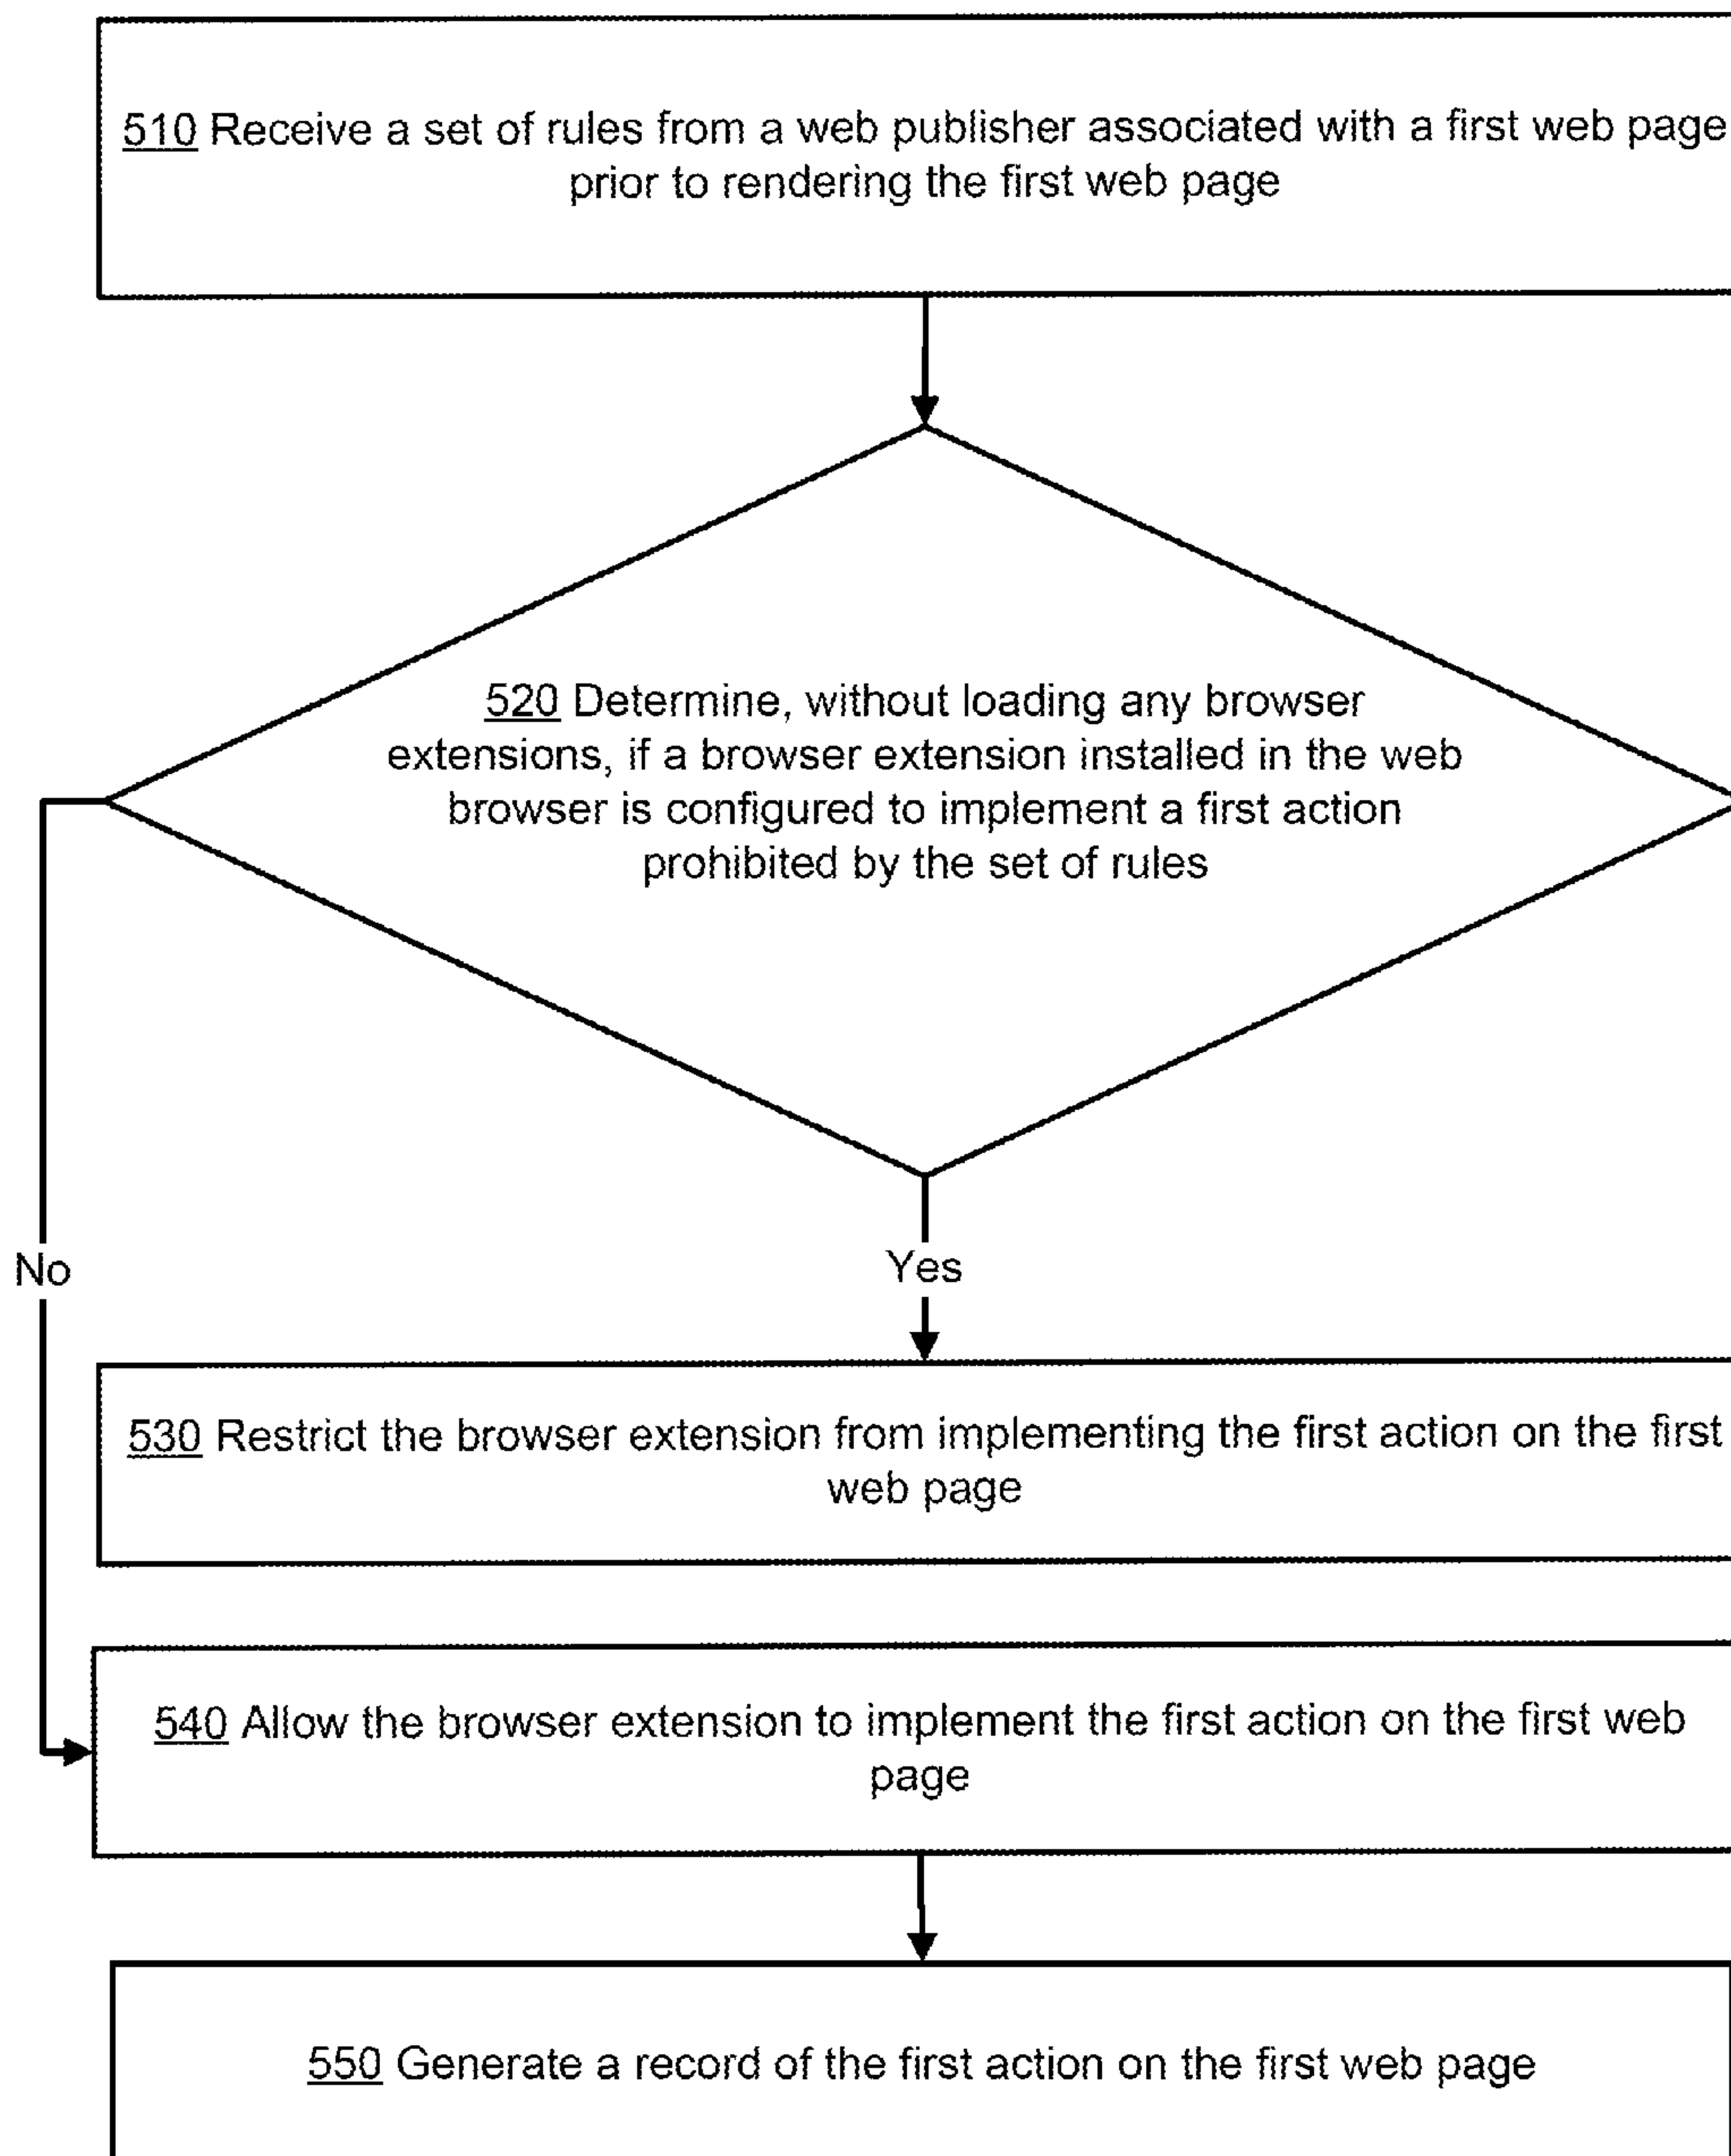 510 Receive a set of rules from a web publisher associated with a first web page
prior to rendering the first web page
520 Determine, without loading any browser
extensions, if a browser extension installed in the web
browser is configured to implement a first action
prohibited by the set of rules
No
Yes
530 Restrict the browser extension from implementing the first action on the first
web page
540 Allow the browser extension to implement the first action on the first web
page
550 Generate a record of the first action on the first web page